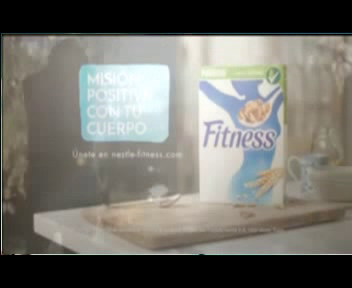 MISIÓN
POSITIVA
CON TU
CUERPO
Únete en nestle-fitness.com
Nestlé
Fitness